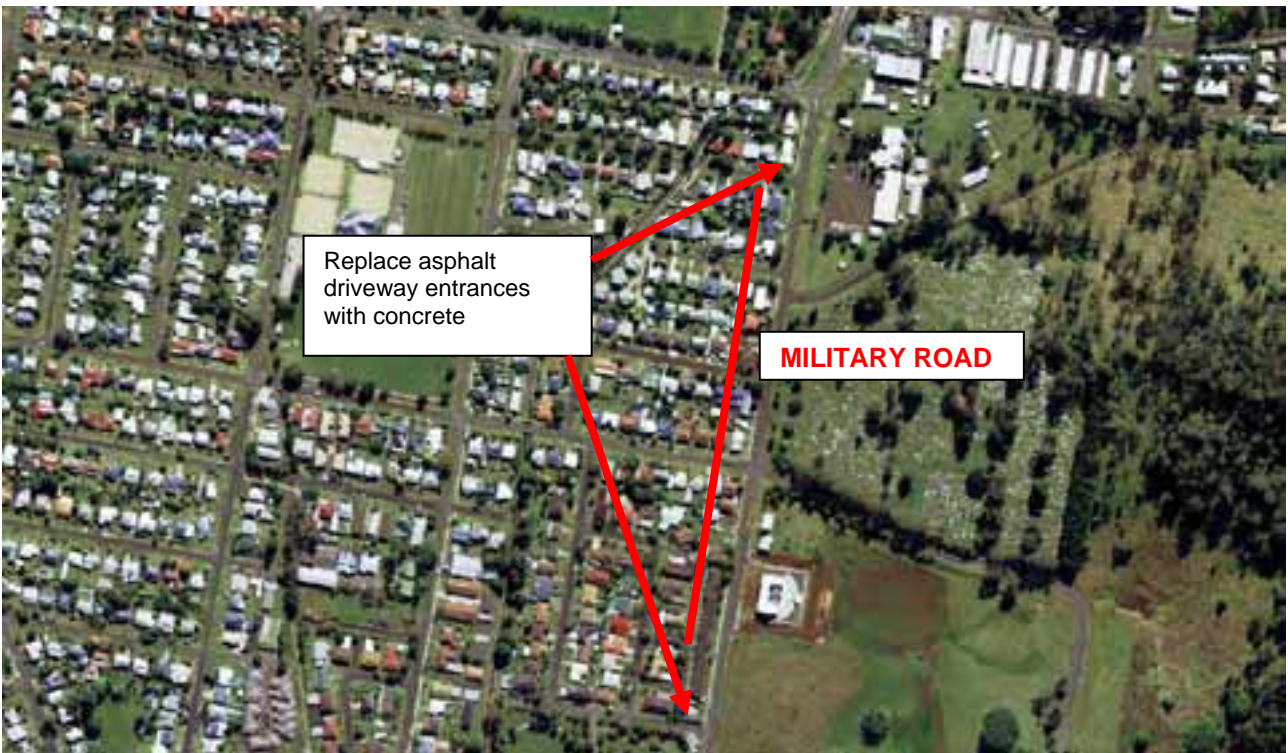 Replace asphalt
driveway entrances
with concrete
MILITARY ROAD